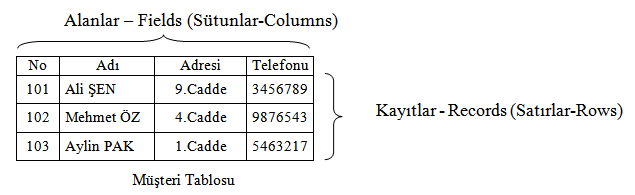 Alanlar – Fields (Sütunlar-Columns)
No Adı Adresi Telefonu
101 Ali ŞEN 9.Cadde 3456789
102 Mehmet ÖZ 4.Cadde 9876543
103 Aylin PAK 1.Cadde 5463217
Kayıtlar - Records (Satırlar-Rows)
Müşteri Tablosu